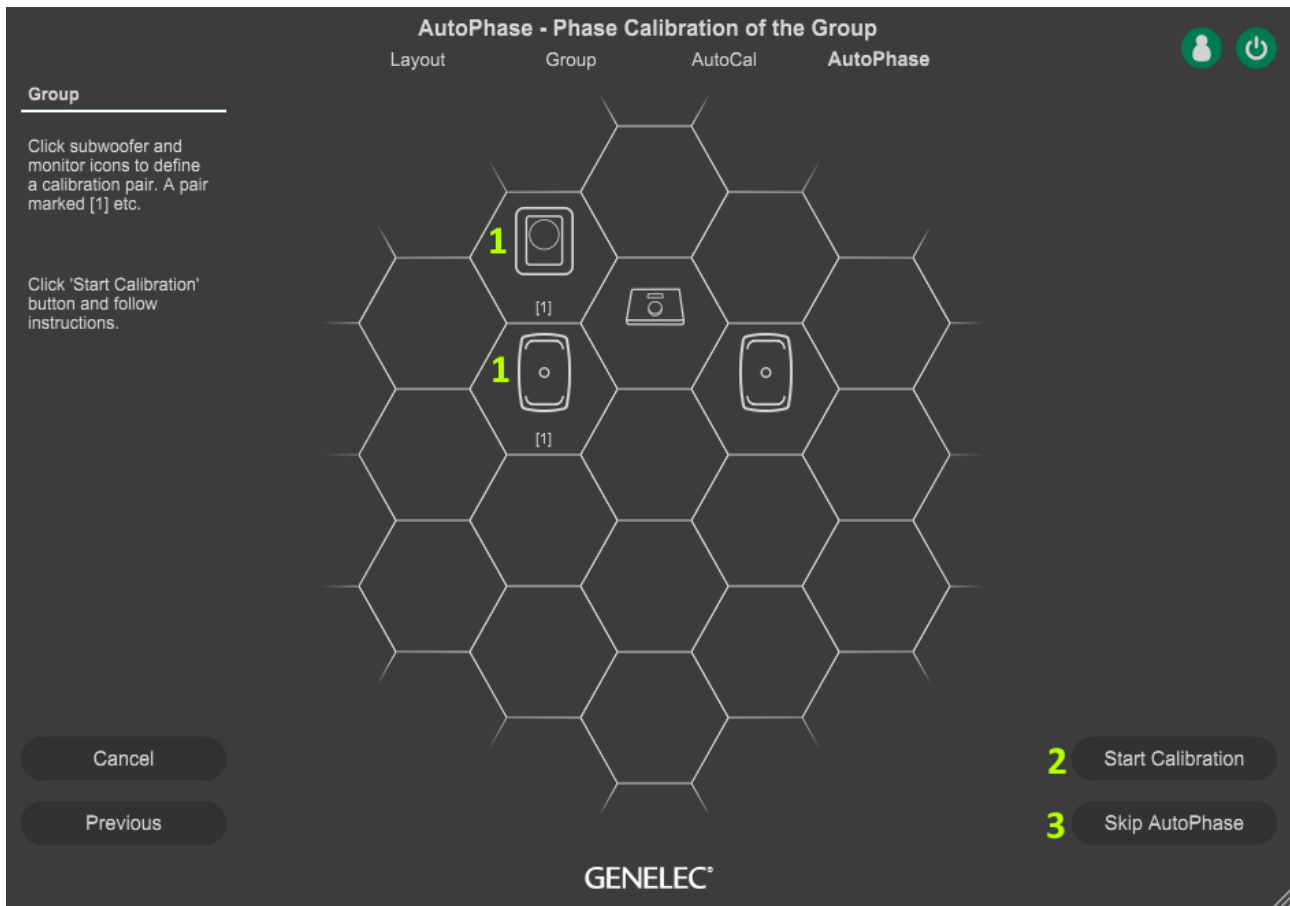 AutoPhase - Phase Calibration of the Group
Layout Group AutoCal AutoPhase
Group
Click subwoofer and
monitor icons to define
a calibration pair. A pair
marked [1] etc.
Click 'Start Calibration'
button and follow
instructions.
1
[1]
1
[1]
Cancel
2 Start Calibration
Previous
3 Skip AutoPhase
GENELEC®